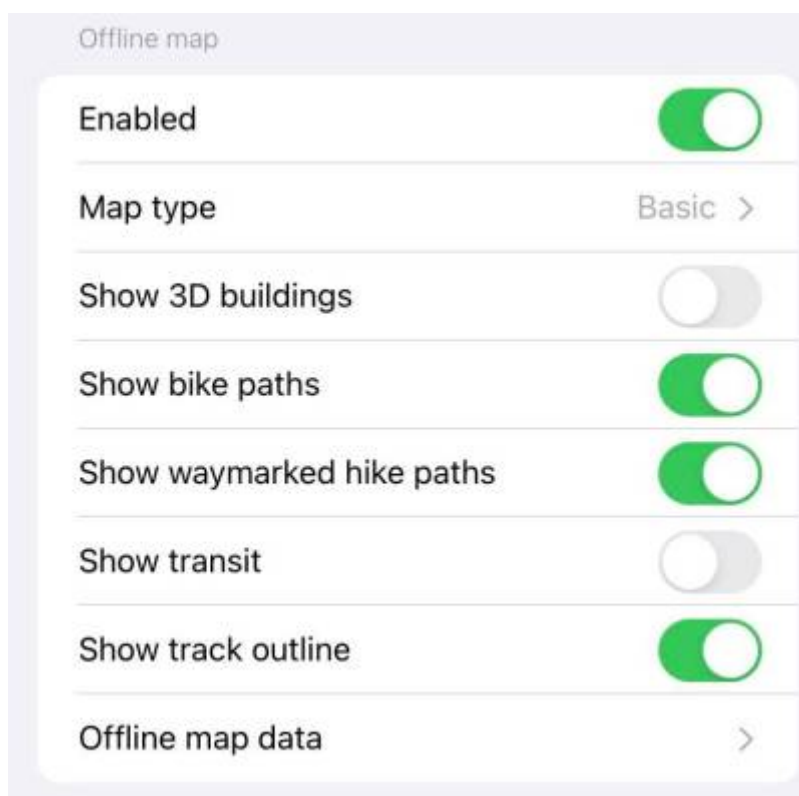 Offline map
Enabled
Map type Basic
Show 3D buildings
Show bike paths
Show waymarked hike paths
Show transit
Show track outline
Offline map data